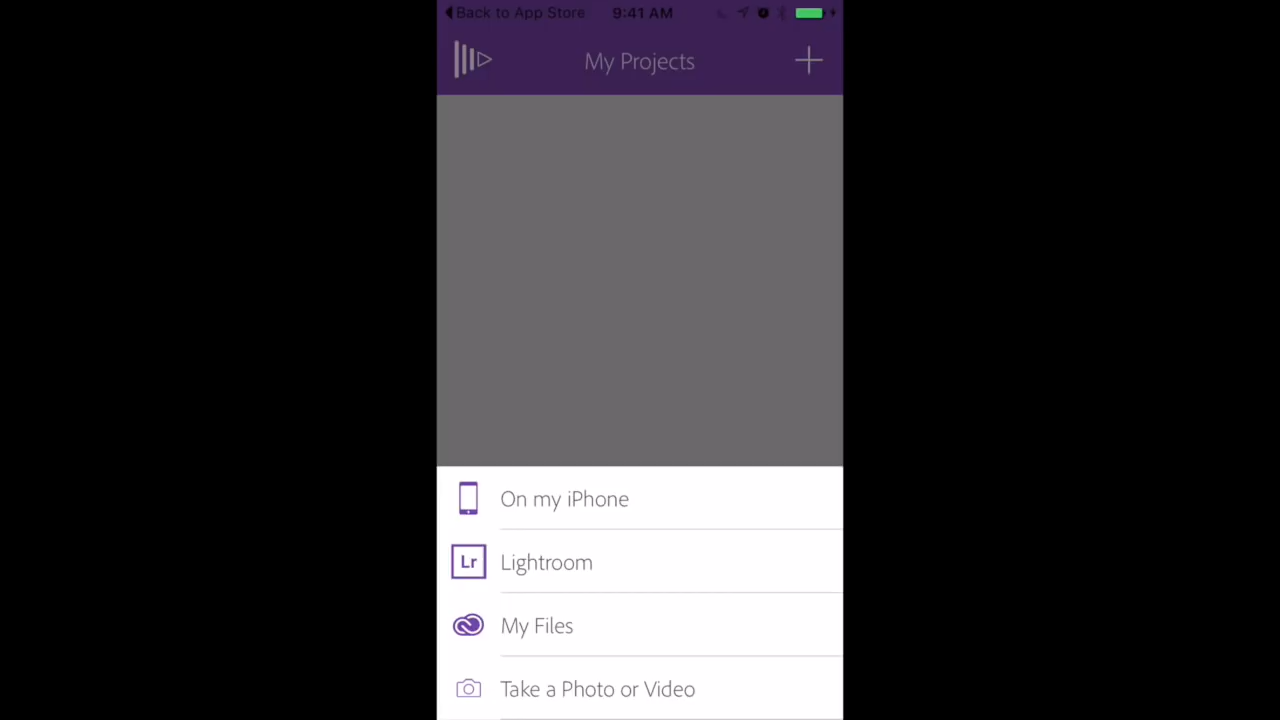 Back to App Store 9:41 AM
My Projects
On my iPhone
Lr Lightroom
My Files
Take a Photo or Video